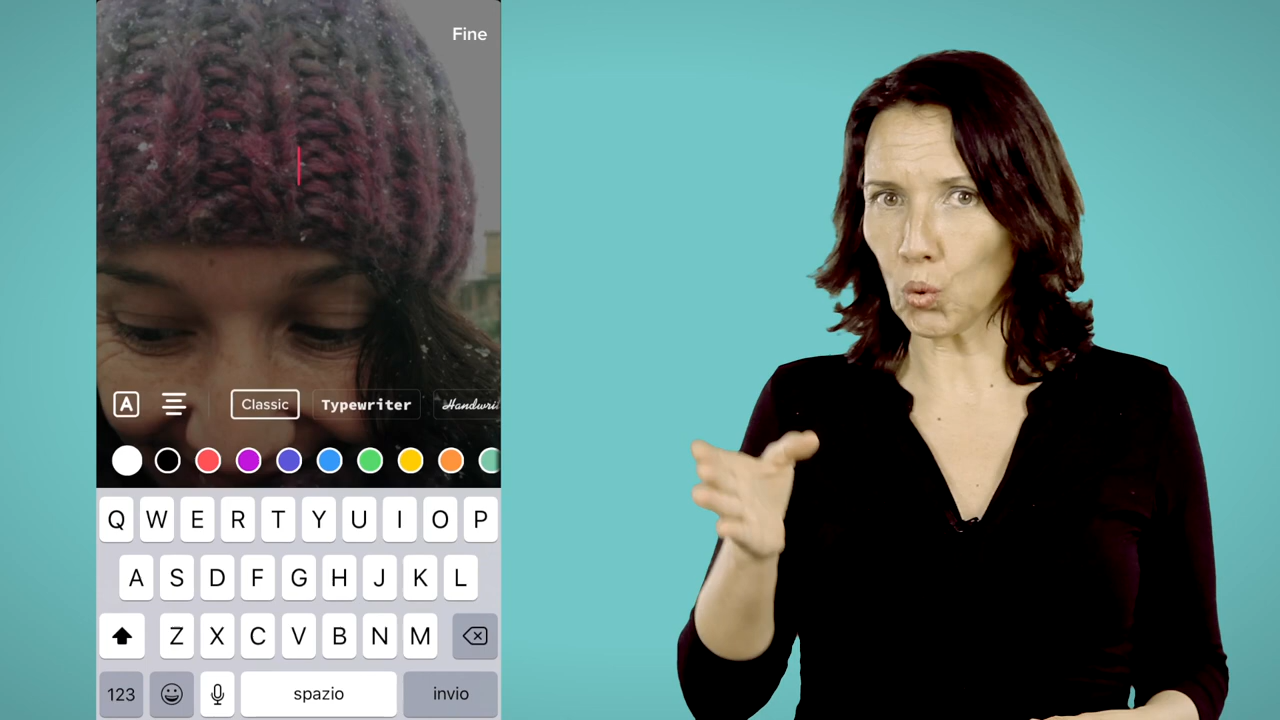 Fine
A
Classic Typewriter
Q W E R T Y U I O P
A S D F G H J K L
Z X C V B N M
123 spazio invio